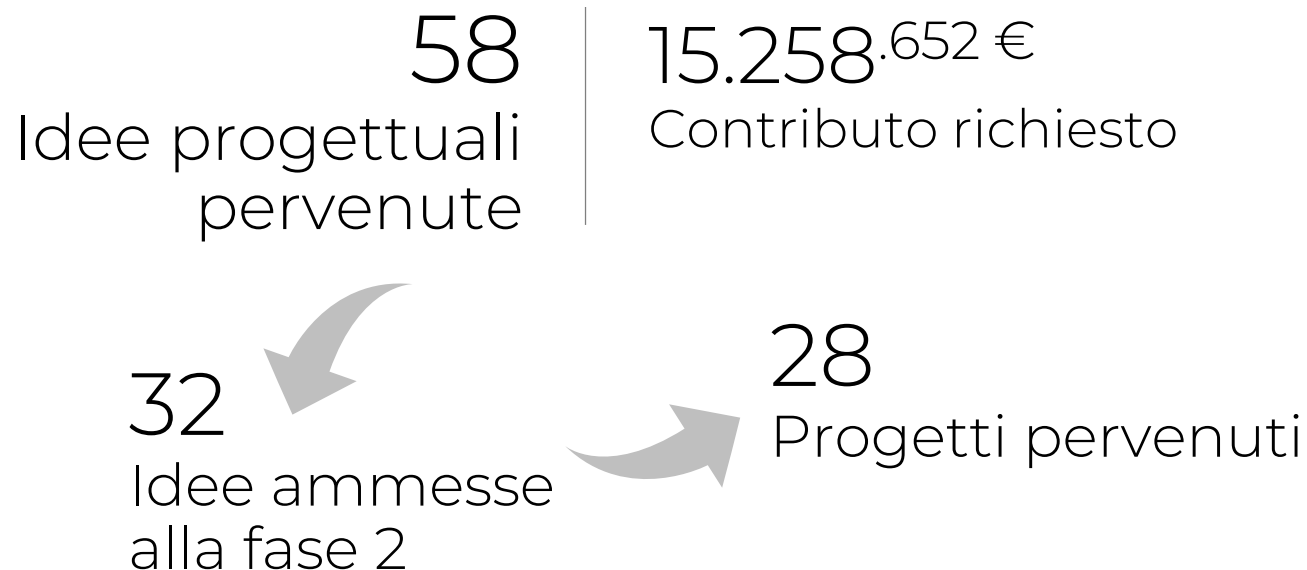 58
Idee progettuali
pervenute
15.258.652 €
Contributo richiesto
32
Idee ammesse
alla fase 2
28
Progetti pervenuti